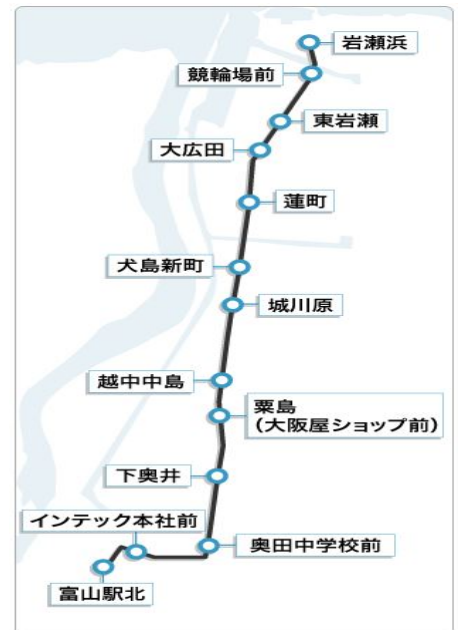 岩瀬浜
競輪場前
東岩瀬
大広田
蓮町
犬島新町
城川原
越中中島
粟島
(大阪屋ショップ前)
下奥井
インテック本社前
奥田中学校前
富山駅北